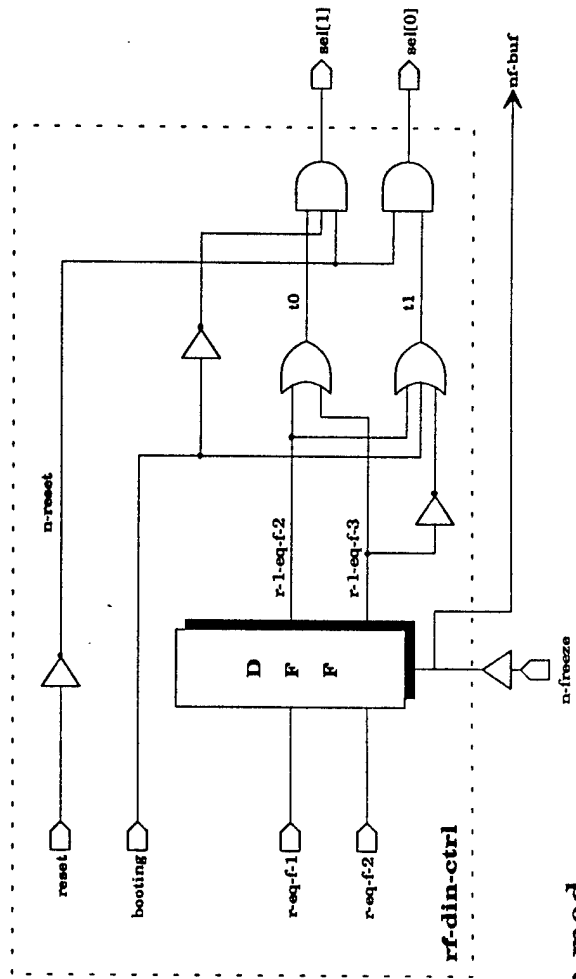 reset
n-reset
booting
r-eq-f-1
r-eq-f-2
D
F
F
r-1-eq-f-2
r-1-eq-f-3
t0
t1
sel[1]
sel[0]
n-freeze
nf-buf
rf-din-ctrl